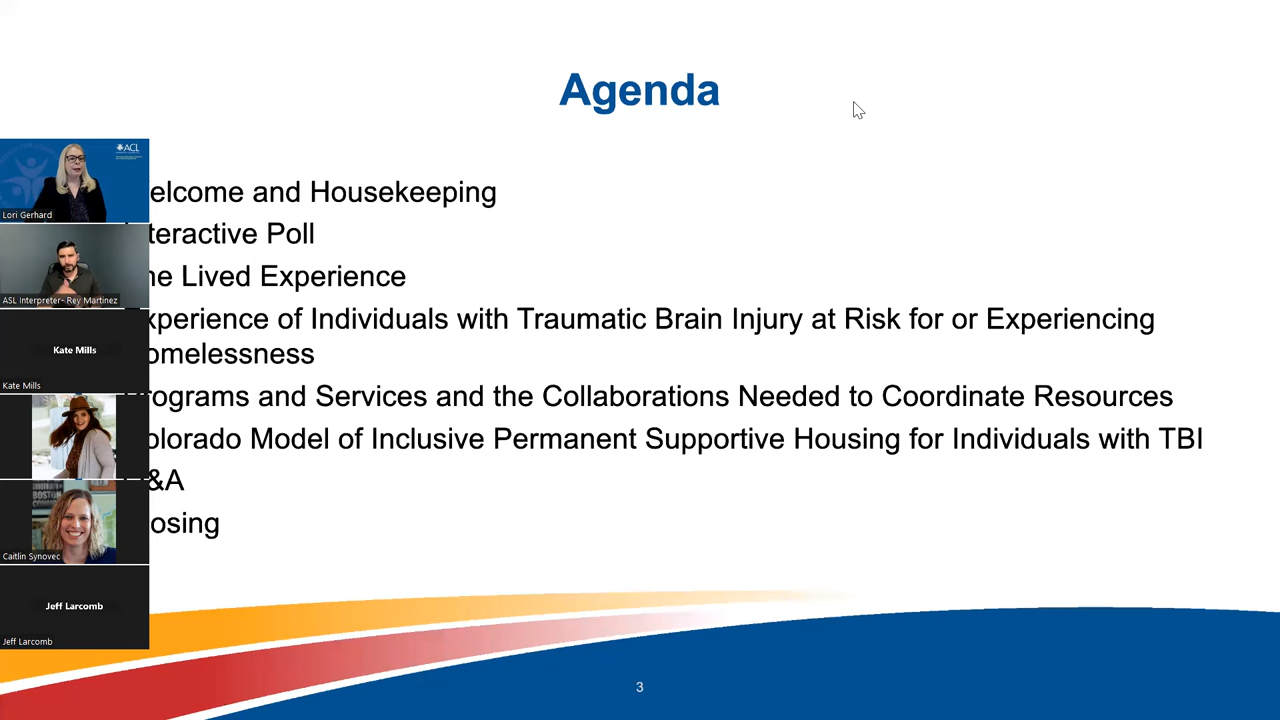 Agenda
ACL
Lori Gerhard
elcome and Housekeeping
teractive Poll
ASL Interpreter- Rey Martinez
he Lived Experience
xperience of Individuals with Traumatic Brain Injury at Risk for or Experiencing
omelessness
Kate Mills
Kate Mills
rograms and Services and the Collaborations Needed to Coordinate Resources
olorado Model of Inclusive Permanent Supportive Housing for Individuals with TBI
&A
osing
BOSTON
Caitlin Synovec
Jeff Larcomb
Jeff Larcomb
3